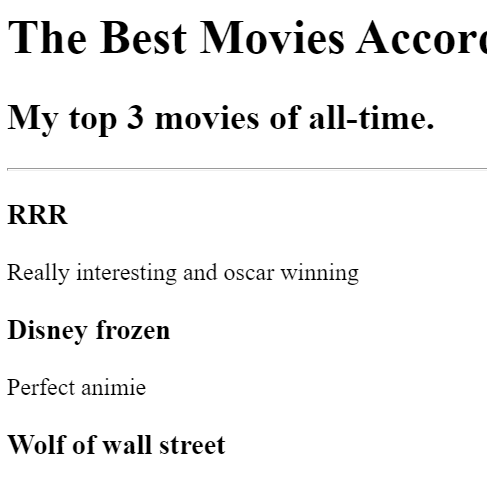 The Best Movies Accor
My top 3 movies of all-time.
RRR
Really interesting and oscar winning
Disney frozen
Perfect animie
Wolf of wall street